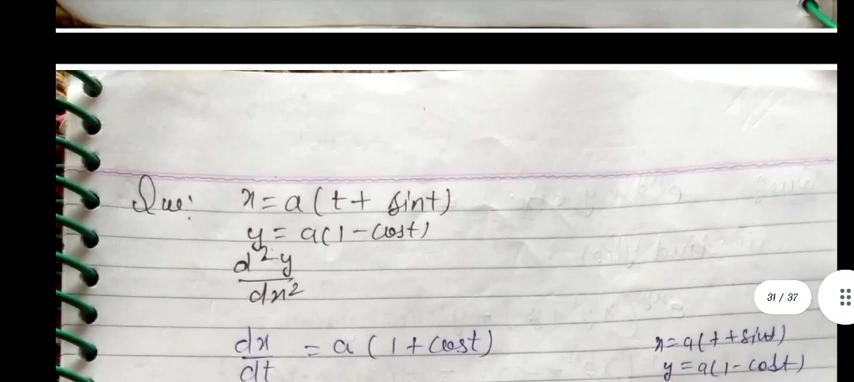 Que: x = a(t + sint)
y = a(1 - cost)
d²y
dx²
31 / 37
dx/dt = a(1 + cost)
x = a(t + sint)
y = a(1 - cost)